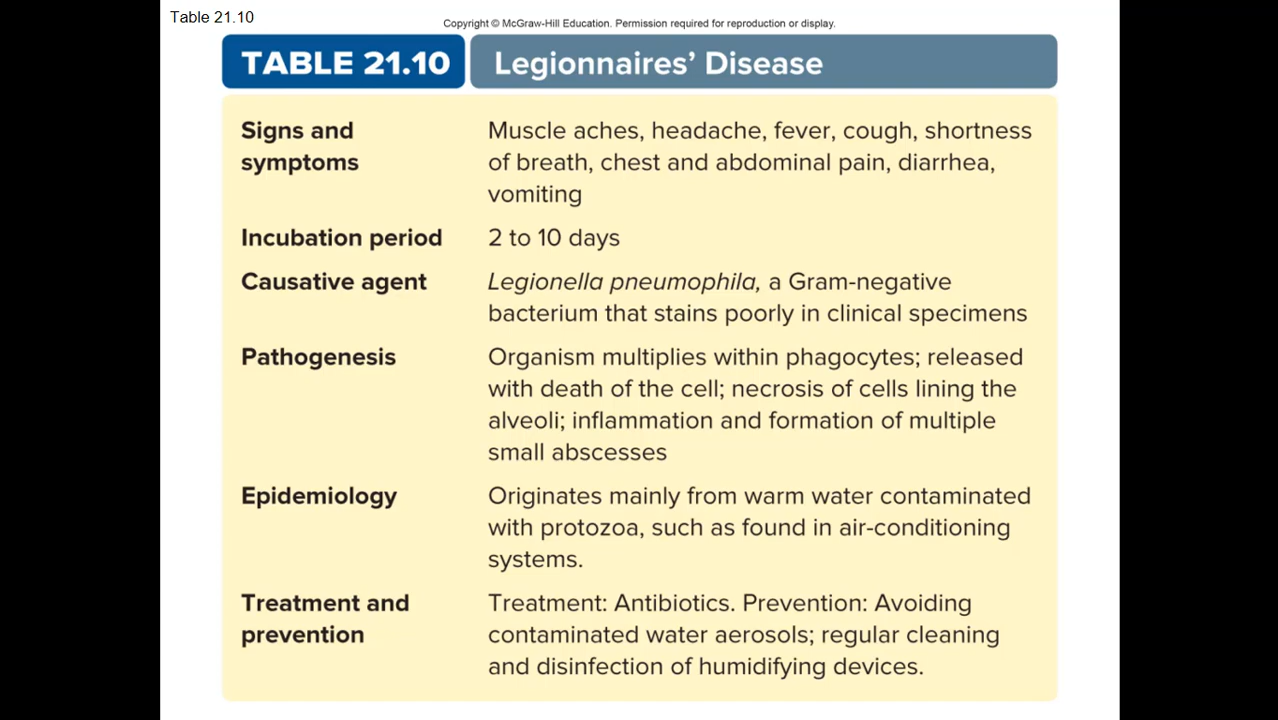 Table 21.10
Copyright © McGraw-Hill Education. Permission required for reproduction or display.
TABLE 21.10 Legionnaires’ Disease
Signs and symptoms
Muscle aches, headache, fever, cough, shortness
of breath, chest and abdominal pain, diarrhea,
vomiting
Incubation period
2 to 10 days
Causative agent
Legionella pneumophila, a Gram-negative
bacterium that stains poorly in clinical specimens
Pathogenesis
Organism multiplies within phagocytes; released
with death of the cell; necrosis of cells lining the
alveoli; inflammation and formation of multiple
small abscesses
Epidemiology
Originates mainly from warm water contaminated
with protozoa, such as found in air-conditioning
systems.
Treatment and
prevention
Treatment: Antibiotics. Prevention: Avoiding
contaminated water aerosols; regular cleaning
and disinfection of humidifying devices.